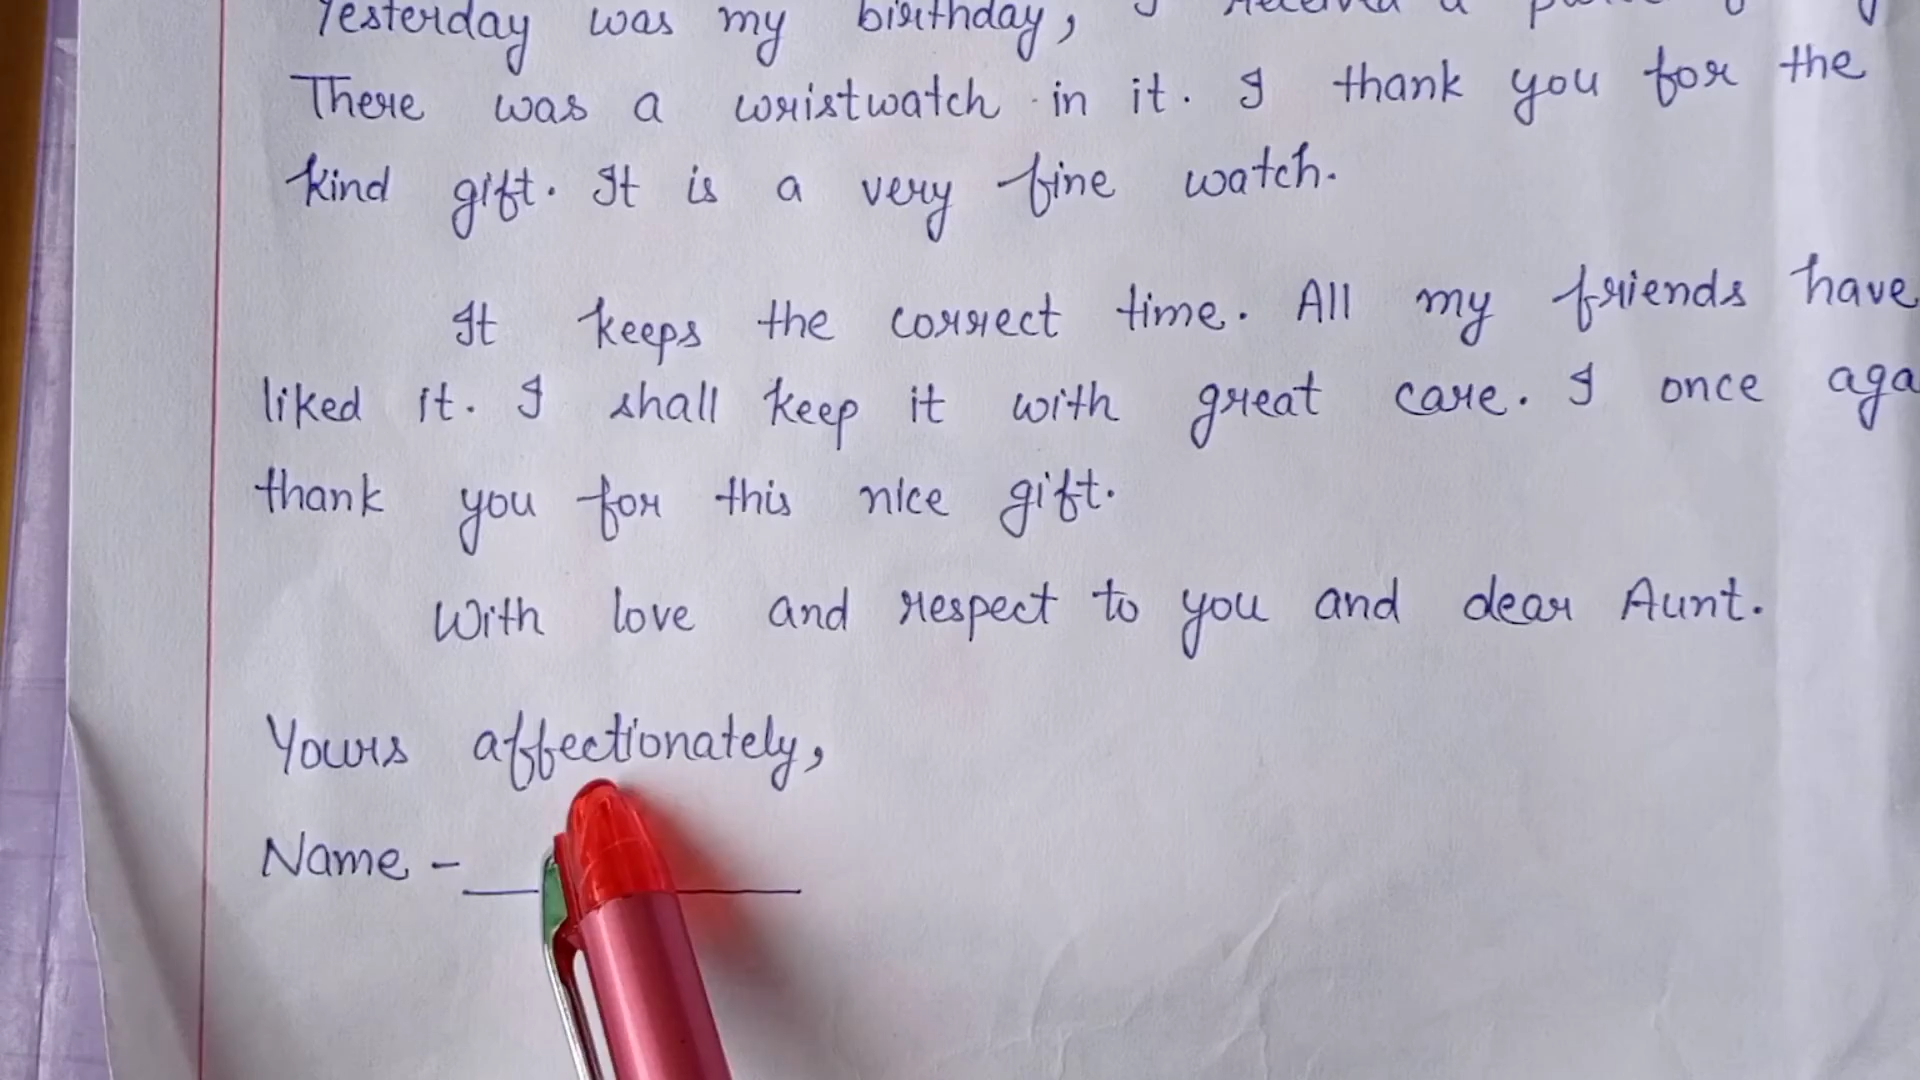 Yesterday was my birthday, I received a
There was a wristwatch in it. I thank you for the
kind gift. It is a very fine watch.
It keeps the correct time. All my friends have
liked it. I shall keep it with great care. I once aga
thank you for this nice gift.
With love and respect to you and dear Aunt.
Yours affectionately,
Name -